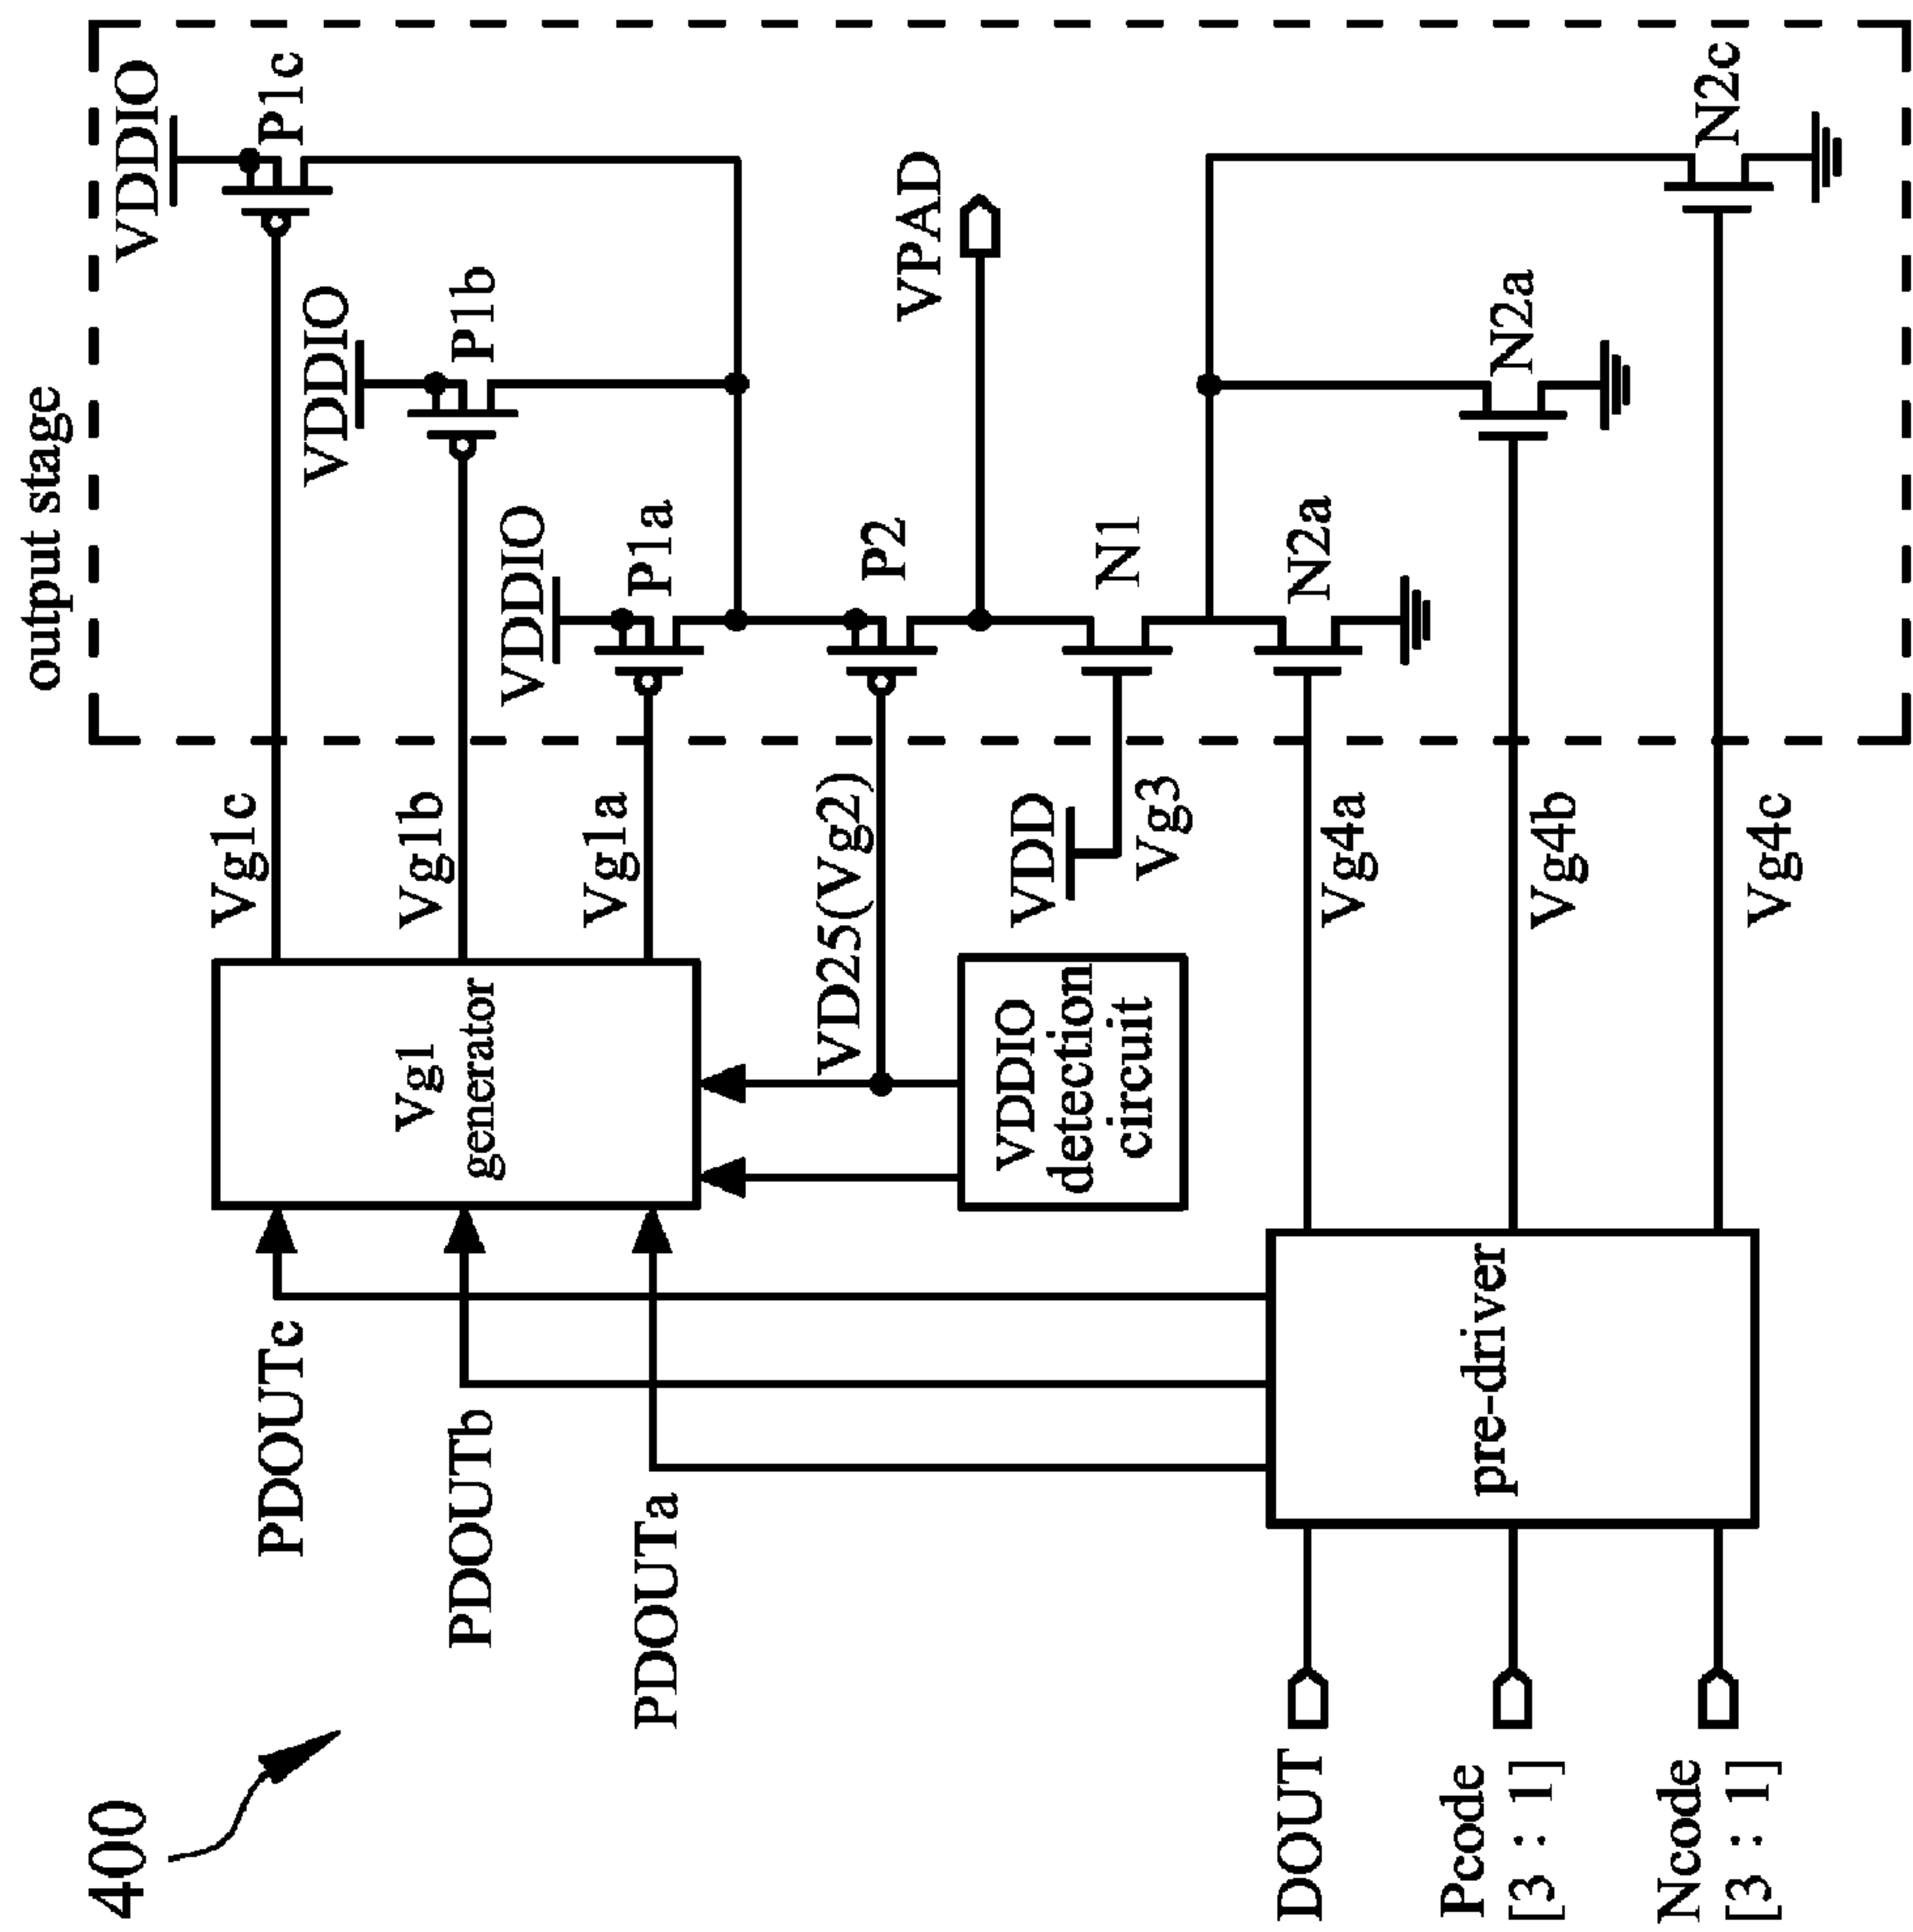 400
output stage
VDDIO
P1c
VDDIO
P1b
VDDIO
P1a
P2
VPAD
N1
N2a
N2a
N2c
Vg1c
Vg1b
Vg1a
VD25(Vg2)
VDD
Vg3
Vg4a
Vg4b
Vg4c
Vg1
generator
VDDIO
detection
circuit
pre-driver
PDOUTc
PDOUTb
PDOUTa
DOUT
Pcode
[3 : 1]
Ncode
[3 : 1]